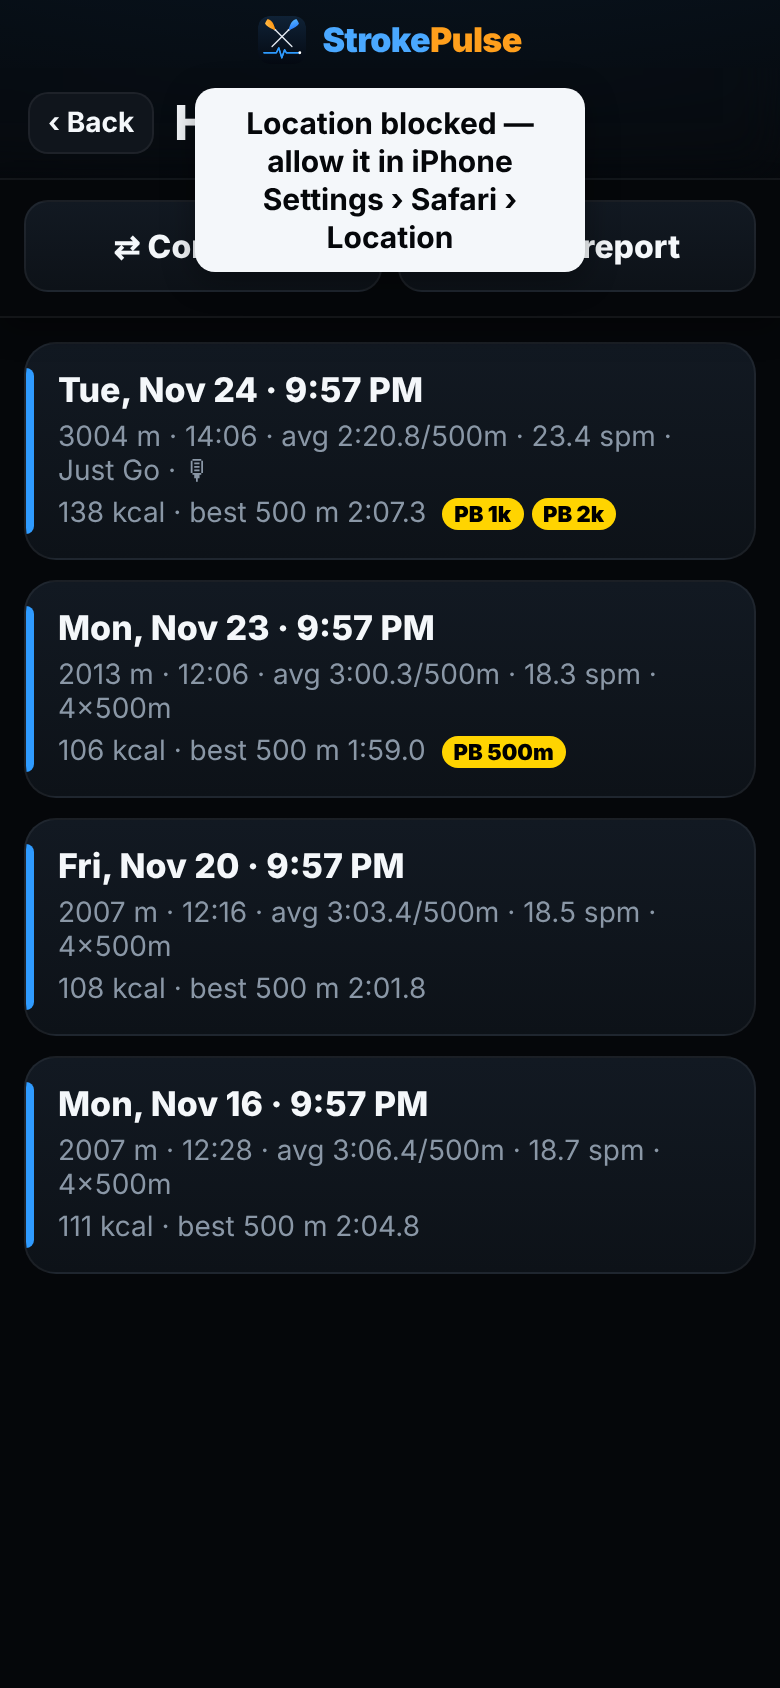 StrokePulse
‹ Back
Location blocked —
allow it in iPhone
Settings › Safari ›
Location
⇄
report
Tue, Nov 24 · 9:57 PM
3004 m · 14:06 · avg 2:20.8/500m · 23.4 spm ·
Just Go · 🎙
138 kcal · best 500 m 2:07.3 PB 1k PB 2k
Mon, Nov 23 · 9:57 PM
2013 m · 12:06 · avg 3:00.3/500m · 18.3 spm ·
4×500m
106 kcal · best 500 m 1:59.0 PB 500m
Fri, Nov 20 · 9:57 PM
2007 m · 12:16 · avg 3:03.4/500m · 18.5 spm ·
4×500m
108 kcal · best 500 m 2:01.8
Mon, Nov 16 · 9:57 PM
2007 m · 12:28 · avg 3:06.4/500m · 18.7 spm ·
4×500m
111 kcal · best 500 m 2:04.8